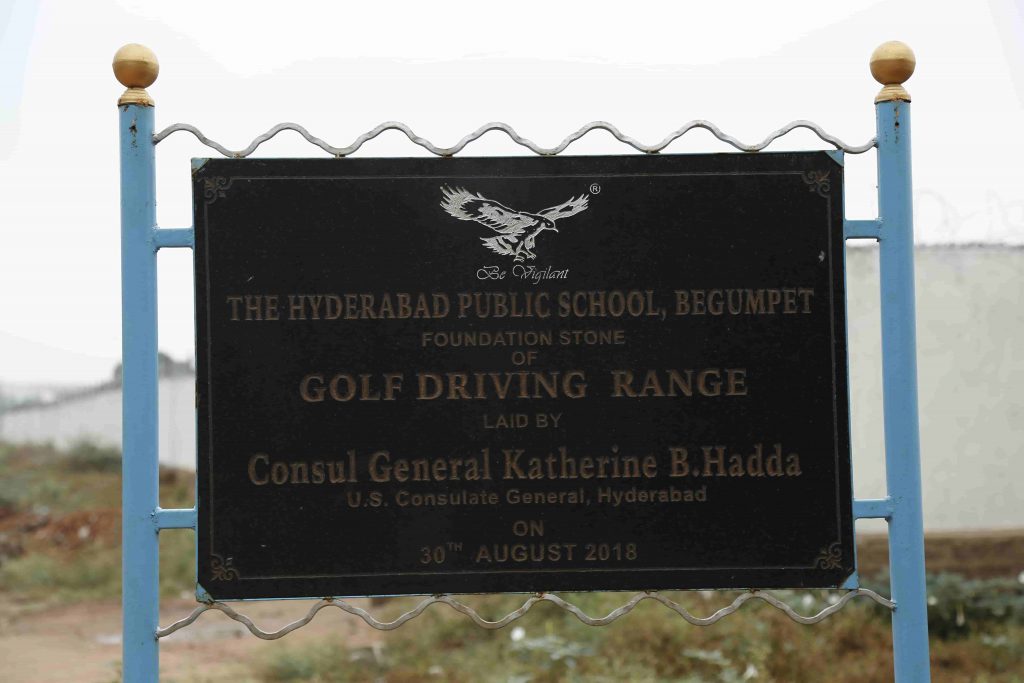 ®
Be Vigilant
THE HYDERABAD PUBLIC SCHOOL, BEGUMPET
FOUNDATION STONE
OF
GOLF DRIVING RANGE
LAID BY
Consul General Katherine B.Hadda
U.S. Consulate General, Hyderabad
ON
30TH AUGUST 2018